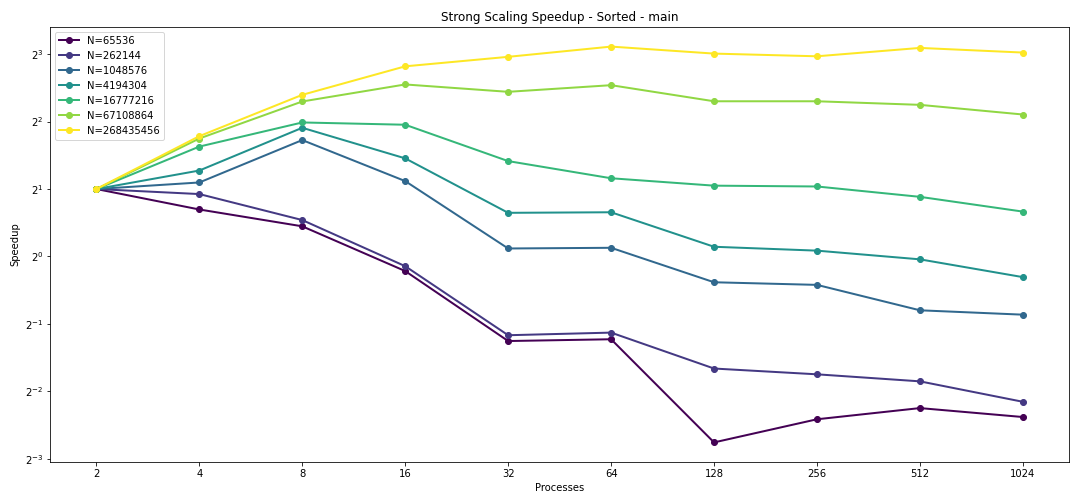 Strong Scaling Speedup - Sorted - main
N=65536
N=262144
N=1048576
N=4194304
N=16777216
N=67108864
N=268435456
Speedup
2³
2²
2¹
2⁰
2⁻¹
2⁻²
2⁻³
2 4 8 16 32 64 128 256 512 1024
Processes